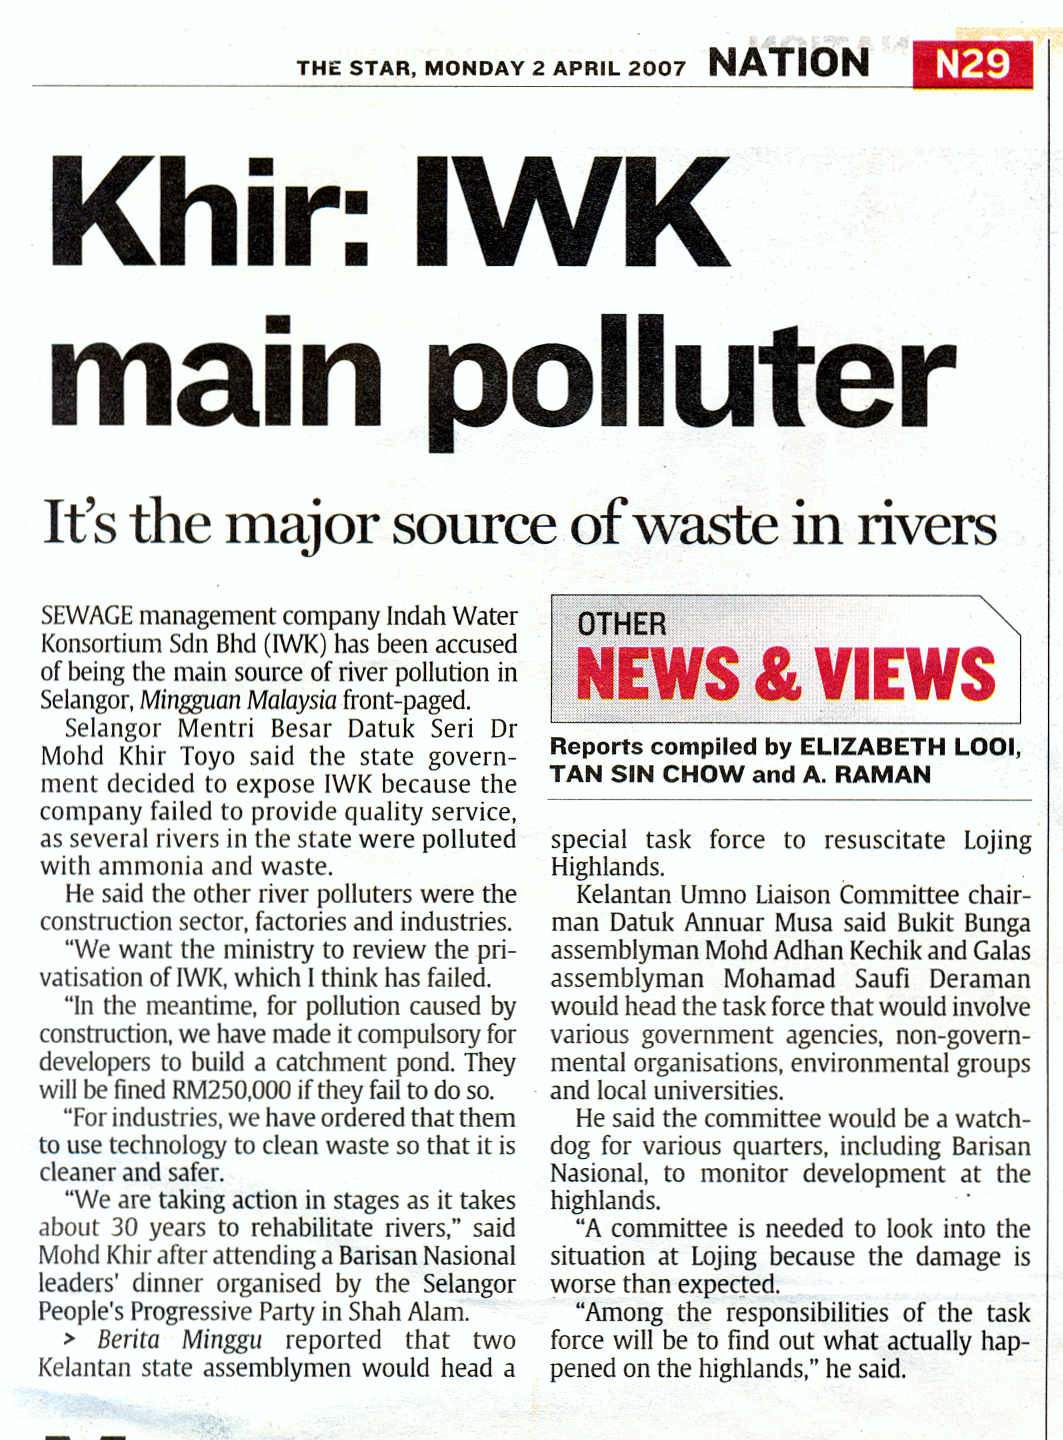 THE STAR, MONDAY 2 APRIL 2007 NATION N29
Khir: IWK
main polluter
It's the major source of waste in rivers
SEWAGE management company Indah Water
Konsortium Sdn Bhd (IWK) has been accused
of being the main source of river pollution in
Selangor, Mingguan Malaysia front-paged.
Selangor Mentri Besar Datuk Seri Dr
Mohd Khir Toyo said the state govern-
ment decided to expose IWK because the
company failed to provide quality service,
as several rivers in the state were polluted
with ammonia and waste.
He said the other river polluters were the
construction sector, factories and industries.
“We want the ministry to review the pri-
vatisation of IWK, which I think has failed.
“In the meantime, for pollution caused by
construction, we have made it compulsory for
developers to build a catchment pond. They
will be fined RM250,000 if they fail to do so.
“For industries, we have ordered that them
to use technology to clean waste so that it is
cleaner and safer.
“We are taking action in stages as it takes
about 30 years to rehabilitate rivers,” said
Mohd Khir after attending a Barisan Nasional
leaders' dinner organised by the Selangor
People's Progressive Party in Shah Alam.
> Berita Minggu reported that two
Kelantan state assemblymen would head a
OTHER
NEWS & VIEWS
Reports compiled by ELIZABETH LOOI,
TAN SIN CHOW and A. RAMAN
special task force to resuscitate Lojing
Highlands.
Kelantan Umno Liaison Committee chair-
man Datuk Annuar Musa said Bukit Bunga
assemblyman Mohd Adhan Kechik and Galas
assemblyman Mohamad Saufi Deraman
would head the task force that would involve
various government agencies, non-govern-
mental organisations, environmental groups
and local universities.
He said the committee would be a watch-
dog for various quarters, including Barisan
Nasional, to monitor development at the
highlands.
“A committee is needed to look into the
situation at Lojing because the damage is
worse than expected.
“Among the responsibilities of the task
force will be to find out what actually hap-
pened on the highlands,” he said.